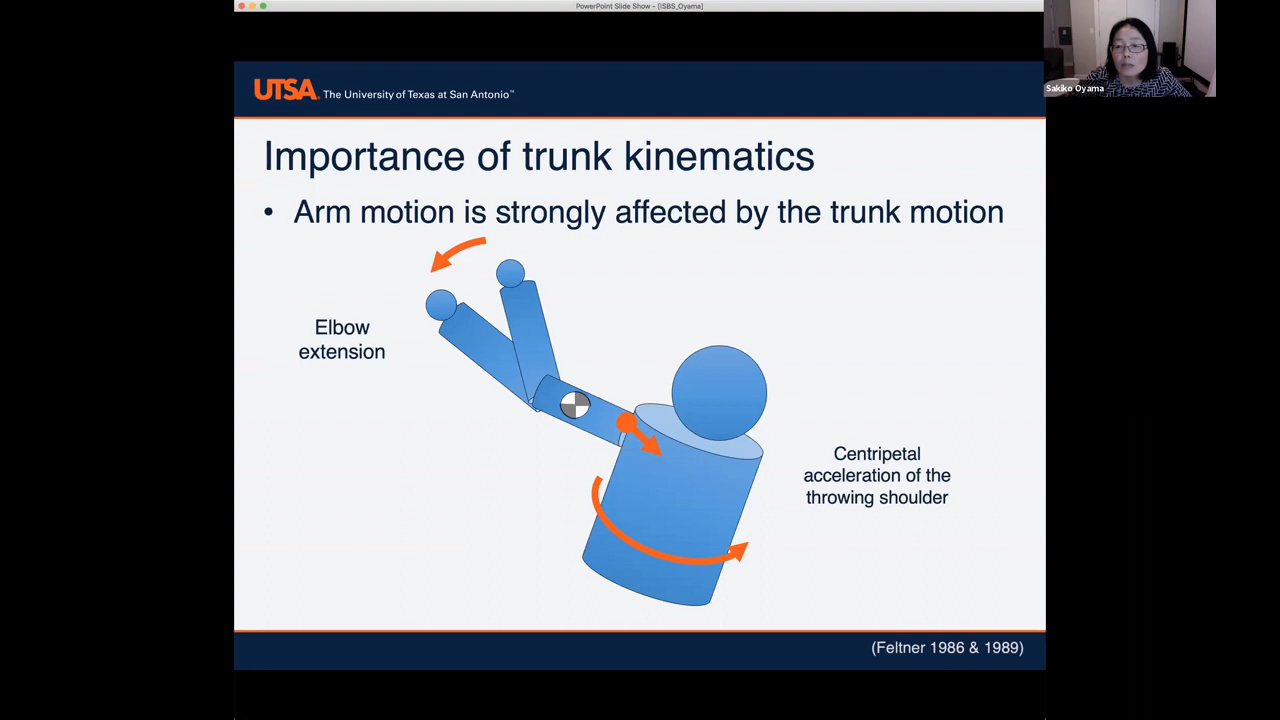 PowerPoint Slide Show - [ISBS_Oyama]
Sakiko Oyama
UTSA. The University of Texas at San Antonio™
Importance of trunk kinematics
• Arm motion is strongly affected by the trunk motion
Elbow
extension
Centripetal
acceleration of the
throwing shoulder
(Feltner 1986 & 1989)